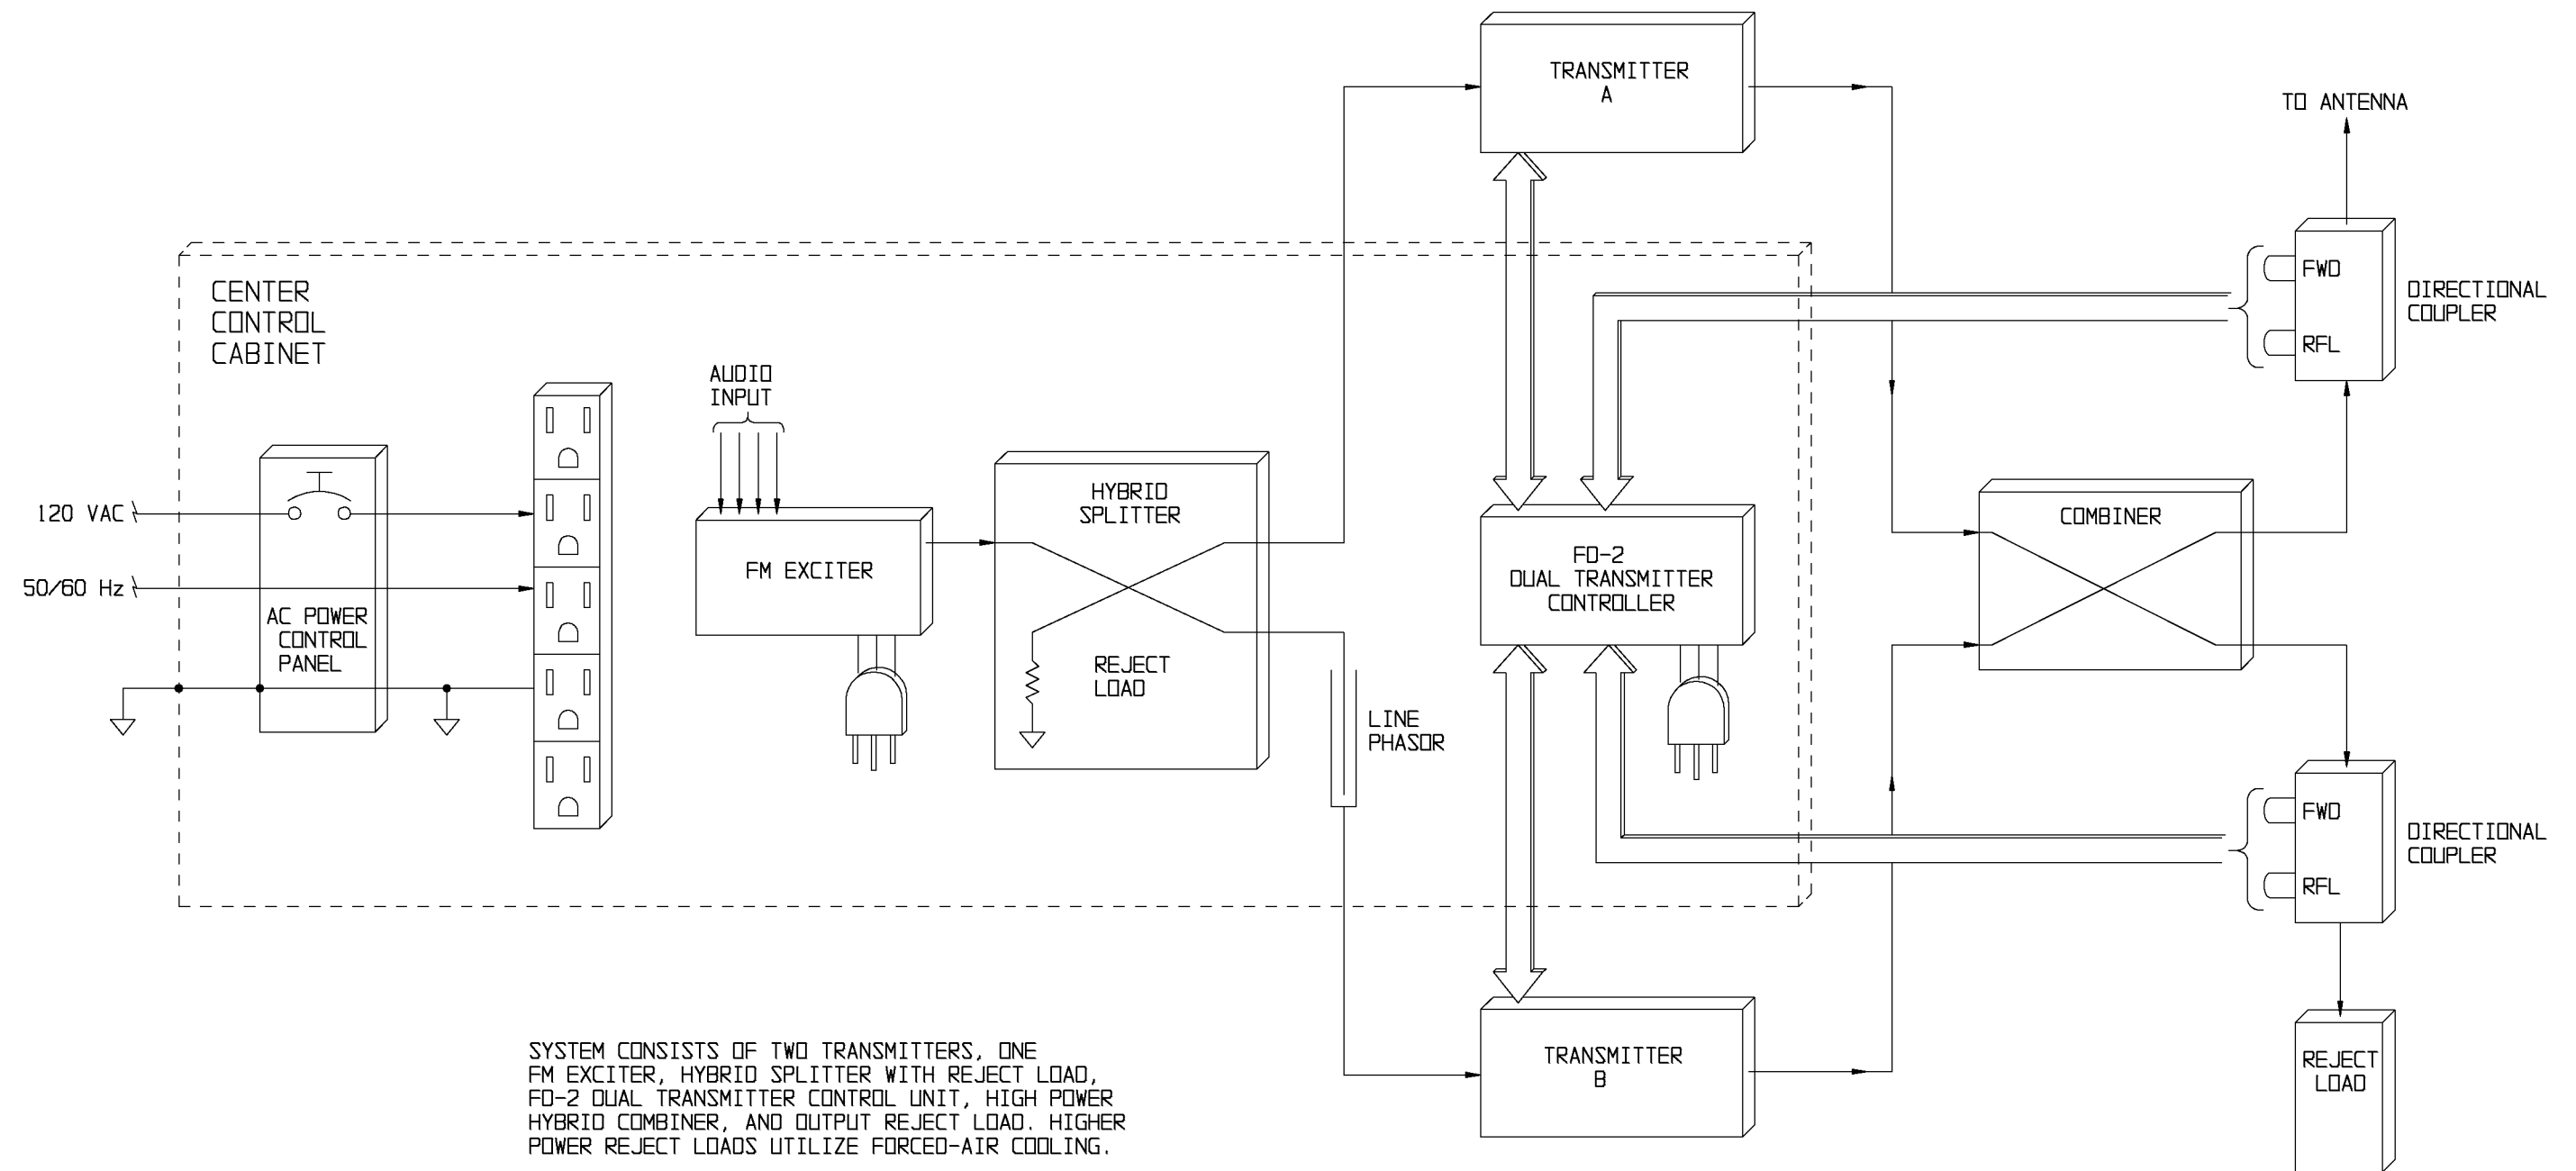 TRANSMITTER
A
TO ANTENNA
CENTER
CONTROL
CABINET
FWD
RFL
DIRECTIONAL
COUPLER
AUDIO
INPUT
120 VAC
50/60 Hz
AC POWER
CONTROL
PANEL
FM EXCITER
HYBRID
SPLITTER
REJECT
LOAD
LINE
PHASOR
FD-2
DUAL TRANSMITTER
CONTROLLER
COMBINER
FWD
RFL
DIRECTIONAL
COUPLER
TRANSMITTER
B
REJECT
LOAD
SYSTEM CONSISTS OF TWO TRANSMITTERS, ONE
FM EXCITER, HYBRID SPLITTER WITH REJECT LOAD,
FD-2 DUAL TRANSMITTER CONTROL UNIT, HIGH POWER
HYBRID COMBINER, AND OUTPUT REJECT LOAD. HIGHER
POWER REJECT LOADS UTILIZE FORCED-AIR COOLING.